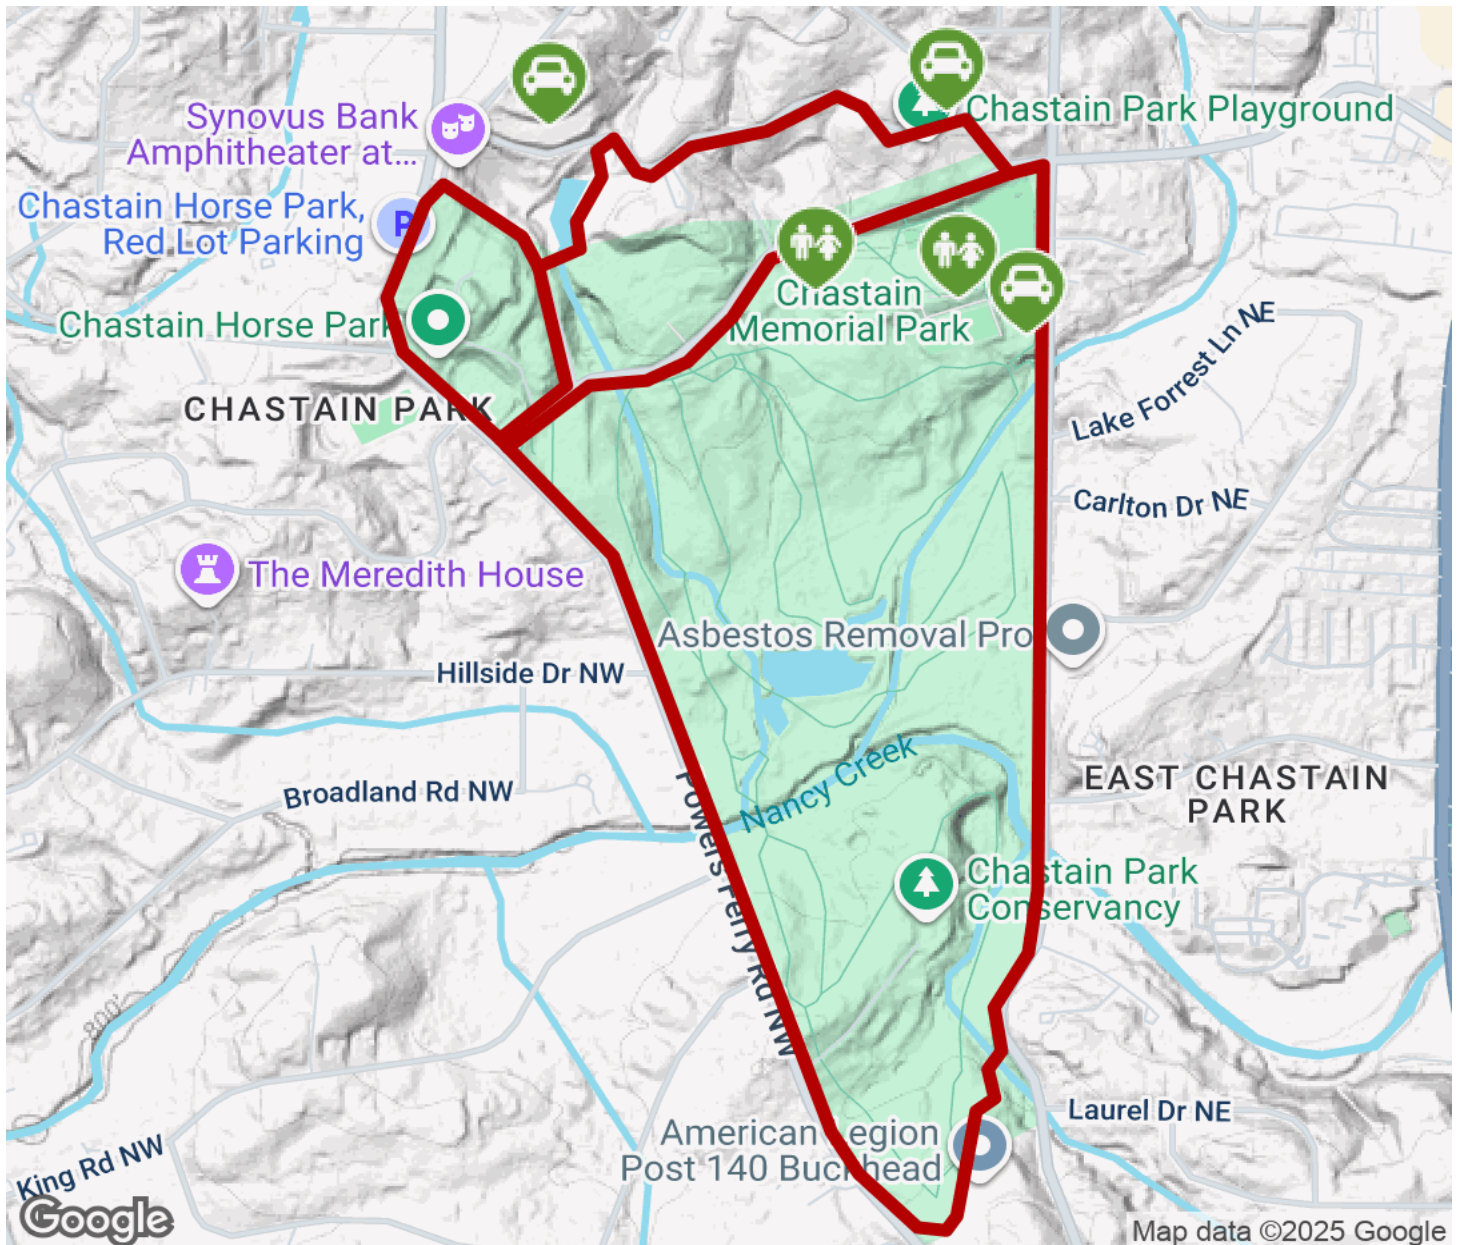 Synovus Bank
Amphitheater at...
Chastain Park Playground
Chastain Horse Park,
Red Lot Parking
P
Chastain Horse Park
Chastain
Memorial Park
Lake Forrest Ln NE
CHASTAIN PARK
Carlton Dr NE
The Meredith House
Asbestos Removal Pro
Hillside Dr NW
Nancy Creek
Broadland Rd NW
EAST CHASTAIN
PARK
Powers Ferry Rd NW
Chastain Park
Conservancy
800'
Laurel Dr NE
American Legion
Post 140 Buckhead
King Rd NW
Google
Map data ©2025 Google